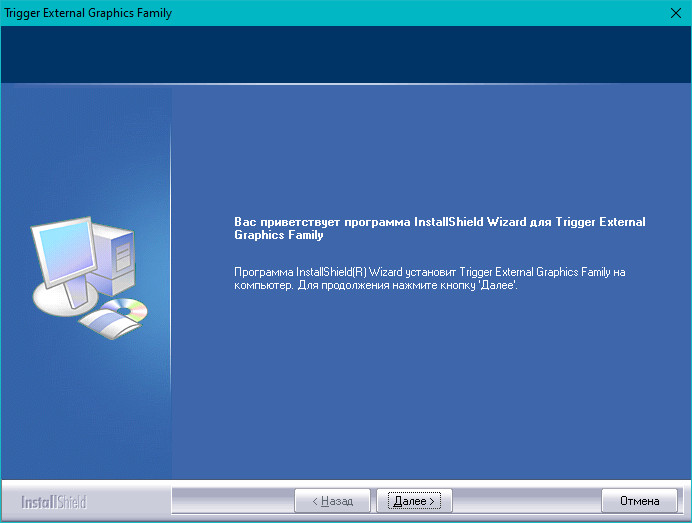 Trigger External Graphics Family
Вас приветствует программа InstallShield Wizard для Trigger External
Graphics Family
Программа InstallShield(R) Wizard установит Trigger External Graphics Family на
компьютер. Для продолжения нажмите кнопку 'Далее'.
InstallShield
< Назад
Далее >
Отмена